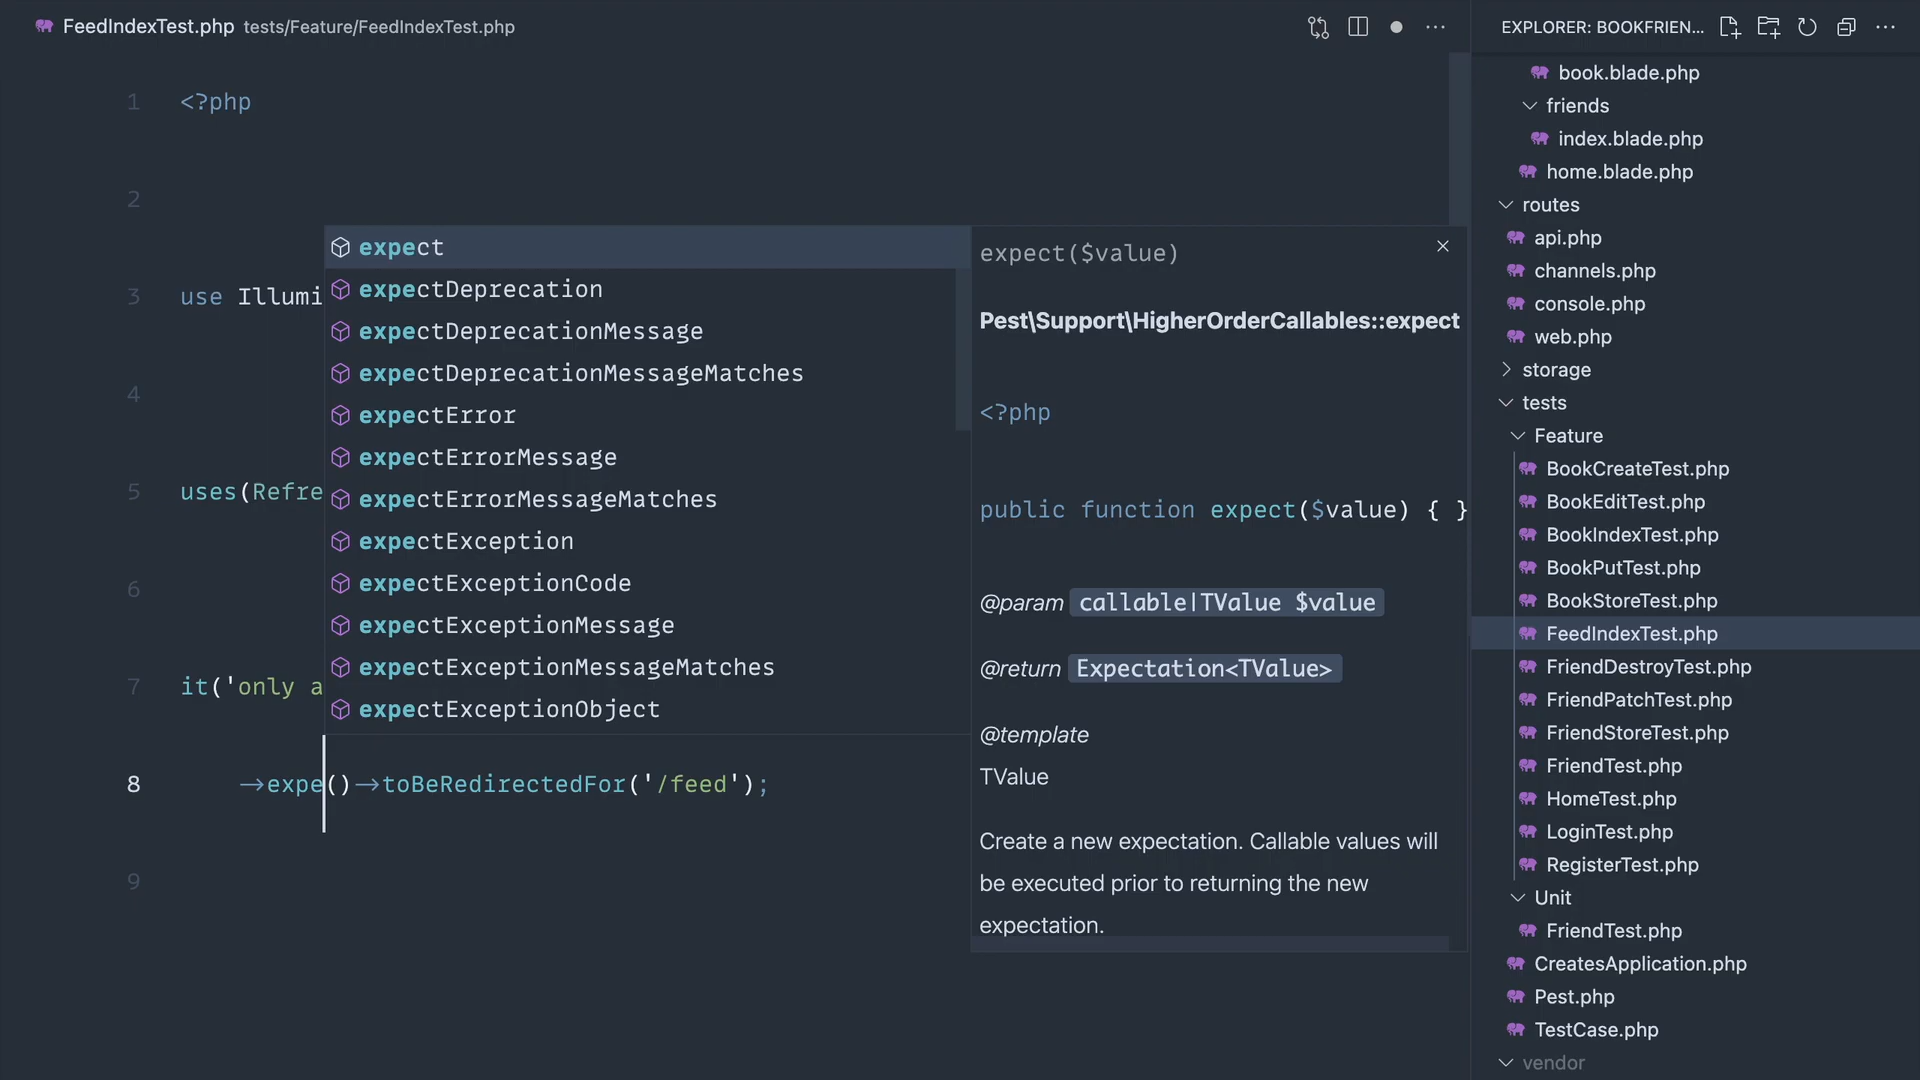 FeedIndexTest.php tests/Feature/FeedIndexTest.php
1 <?php
2
3 use Illumi
4
5 uses(Refre
6
7 it('only a
8 ->expe()->toBeRedirectedFor('/feed');
9
expect
expectDeprecation
expectDeprecationMessage
expectDeprecationMessageMatches
expectError
expectErrorMessage
expectErrorMessageMatches
expectException
expectExceptionCode
expectExceptionMessage
expectExceptionMessageMatches
expectExceptionObject
expect($value)
Pest\Support\HigherOrderCallables::expect
<?php
public function expect($value) { }
@param callable|TValue $value
@return Expectation<TValue>
@template
TValue
Create a new expectation. Callable values will
be executed prior to returning the new
expectation.
EXPLORER: BOOKFRIEN...
book.blade.php
friends
index.blade.php
home.blade.php
routes
api.php
channels.php
console.php
web.php
storage
tests
Feature
BookCreateTest.php
BookEditTest.php
BookIndexTest.php
BookPutTest.php
BookStoreTest.php
FeedIndexTest.php
FriendDestroyTest.php
FriendPatchTest.php
FriendStoreTest.php
FriendTest.php
HomeTest.php
LoginTest.php
RegisterTest.php
Unit
FriendTest.php
CreatesApplication.php
Pest.php
TestCase.php
vendor